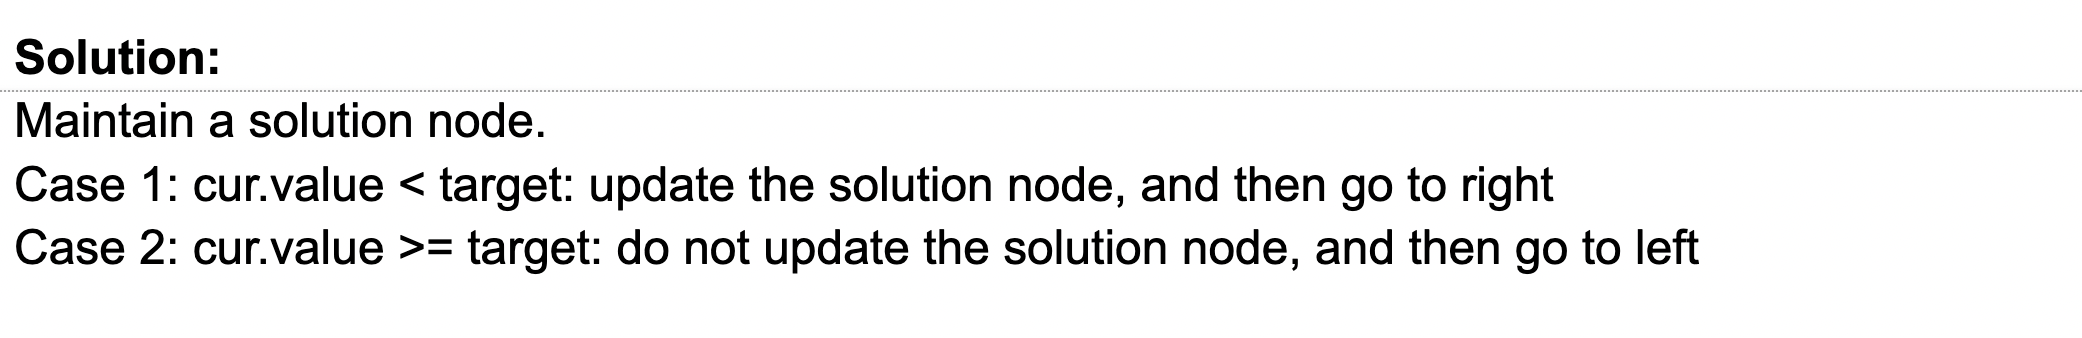 Solution:
Maintain a solution node.
Case 1: cur.value < target: update the solution node, and then go to right
Case 2: cur.value >= target: do not update the solution node, and then go to left